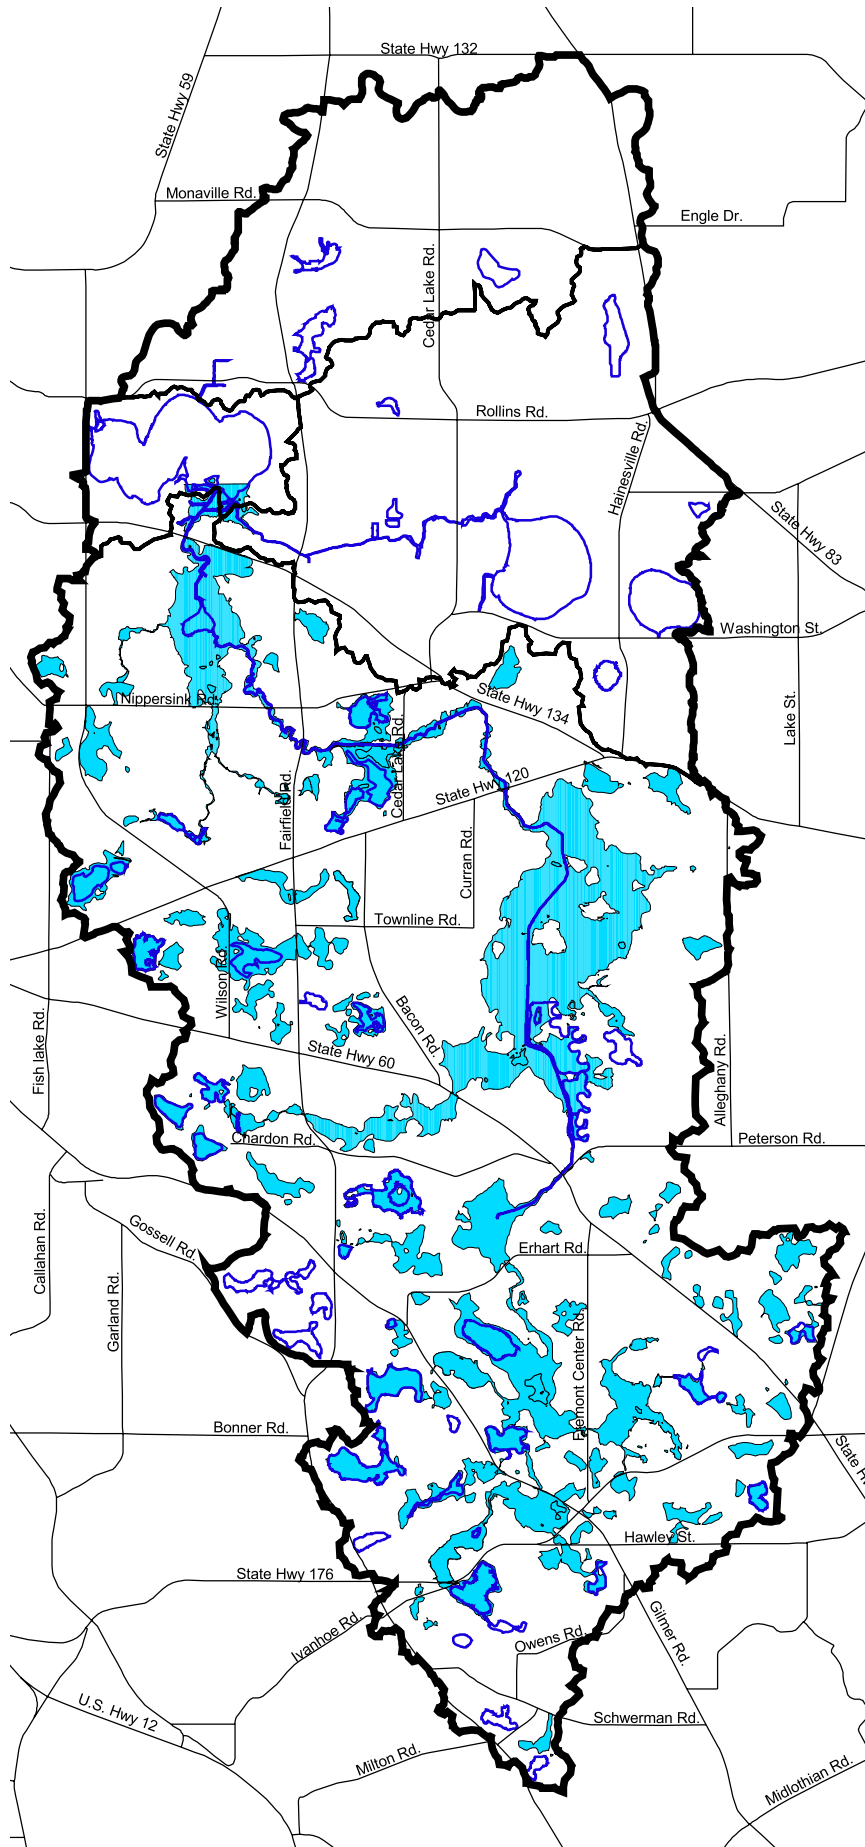 State Hwy 132
State Hwy 59
Monaville Rd.
Engle Dr.
Cedar Lake Rd.
Rollins Rd.
Hainesville Rd.
State Hwy 83
Washington St.
Nippersink Rd.
State Hwy 134
Lake St.
Cedar Lake Rd.
State Hwy 120
Fairfield Rd.
Curran Rd.
Townline Rd.
Wilson Rd.
Bacon Rd.
Fish lake Rd.
State Hwy 60
Alleghany Rd.
Chardon Rd.
Peterson Rd.
Callahan Rd.
Gossell Rd.
Erhart Rd.
Garland Rd.
Fremont Center Rd.
Bonner Rd.
State H
Hawley St.
State Hwy 176
Ivanhoe Rd.
Gilmer Rd.
Owens Rd.
U.S. Hwy 12
Schwerman Rd.
Milton Rd.
Midlothian Rd.